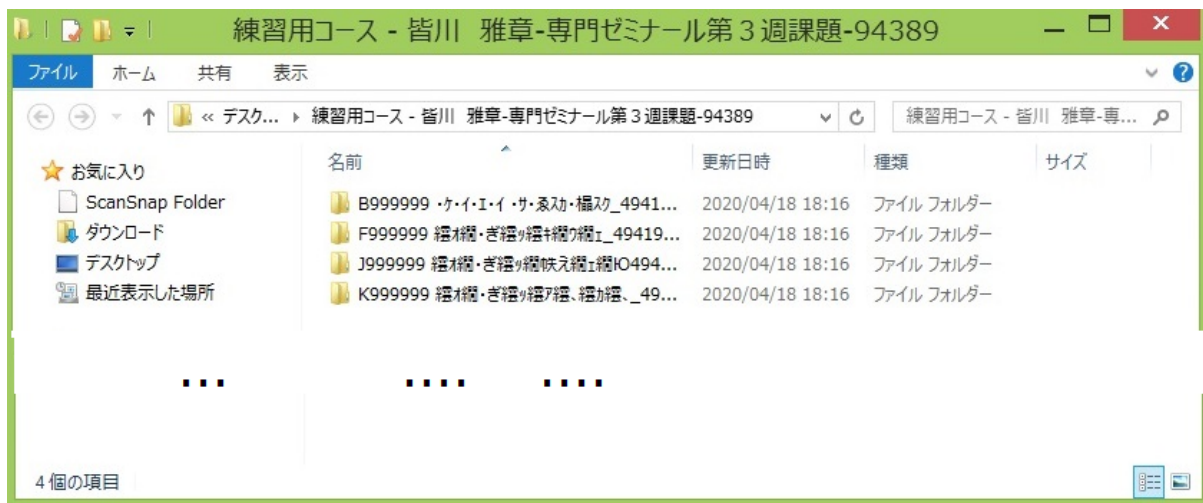 練習用コース - 皆川 雅章-専門ゼミナール第３週課題-94389
ファイル ホーム 共有 表示
« デスク... 練習用コース - 皆川 雅章-専門ゼミナール第３週課題-94389 練習用コース - 皆川 雅章-専...
お気に入り
名前 更新日時 種類 サイズ
ScanSnap Folder
B999999 2020/04/18 18:16 ファイル フォルダー
ダウンロード
F999999 2020/04/18 18:16 ファイル フォルダー
デスクトップ
J999999 2020/04/18 18:16 ファイル フォルダー
最近表示した場所
K999999 2020/04/18 18:16 ファイル フォルダー
... .... ....
4 個の項目